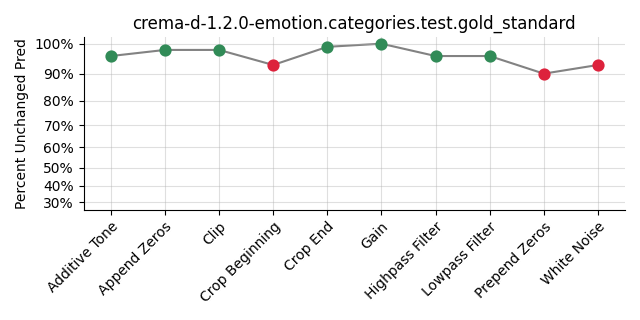 crema-d-1.2.0-emotion.categories.test.gold_standard
Percent Unchanged Pred
100%
90%
80%
70%
60%
50%
40%
30%
Additive Tone
Append Zeros
Clip
Crop Beginning
Crop End
Gain
Highpass Filter
Lowpass Filter
Prepend Zeros
White Noise